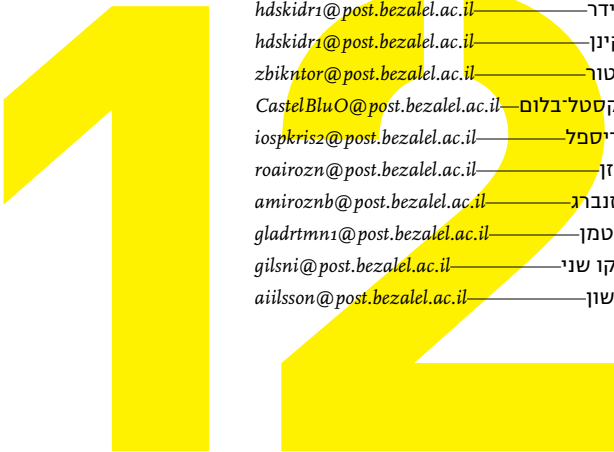 ידר—hdskidr1@post.bezalel.ac.il
קינן—hdskidr1@post.bezalel.ac.il
טור—zbikntor@post.bezalel.ac.il
קסטל־בלום—CastelBluO@post.bezalel.ac.il
יספל—iospkris2@post.bezalel.ac.il
זן—roairozn@post.bezalel.ac.il
זנברג—amiroznb@post.bezalel.ac.il
טמן—gladrtmn1@post.bezalel.ac.il
קו שני—gilsni@post.bezalel.ac.il
שון—aiilsson@post.bezalel.ac.il
12